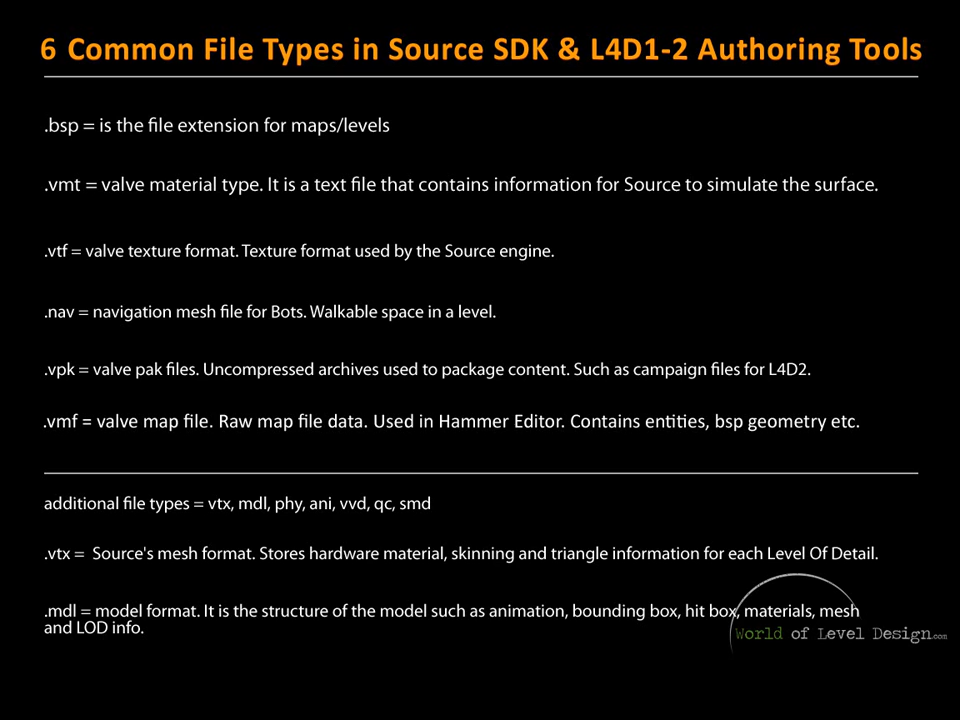 6 Common File Types in Source SDK & L4D1-2 Authoring Tools
.bsp = is the file extension for maps/levels
.vmt = valve material type. It is a text file that contains information for Source to simulate the surface.
.vtf = valve texture format. Texture format used by the Source engine.
.nav = navigation mesh file for Bots. Walkable space in a level.
.vpk = valve pak files. Uncompressed archives used to package content. Such as campaign files for L4D2.
.vmf = valve map file. Raw map file data. Used in Hammer Editor. Contains entities, bsp geometry etc.
additional file types = vtx, mdl, phy, ani, vvd, qc, smd
.vtx =  Source's mesh format. Stores hardware material, skinning and triangle information for each Level Of Detail.
.mdl = model format. It is the structure of the model such as animation, bounding box, hit box, materials, mesh
and LOD info.
World of Level Design.com